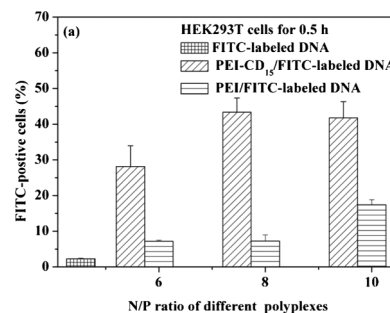 (a)
HEK293T cells for 0.5 h
FITC-labeled DNA
PEI-CD15/FITC-labeled DNA
PEI/FITC-labeled DNA
FITC-postive cells (%)
70
60
50
40
30
20
10
0
6 8 10
N/P ratio of different polyplexes